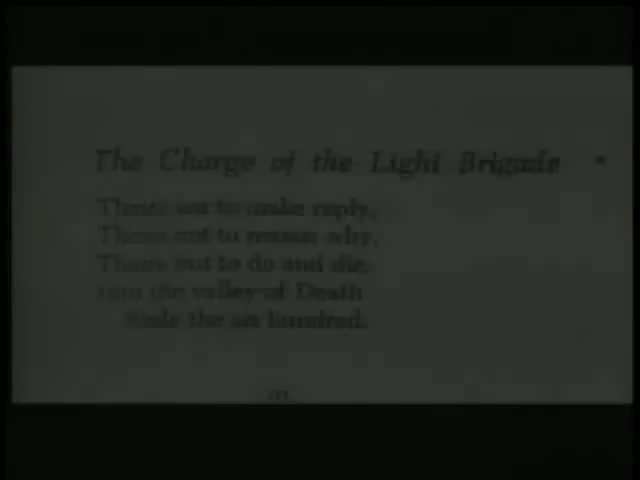 The Charge of the Light Brigade
Theirs not to make reply,
Theirs not to reason why,
Theirs but to do and die:
Into the valley of Death
Rode the six hundred.
III.